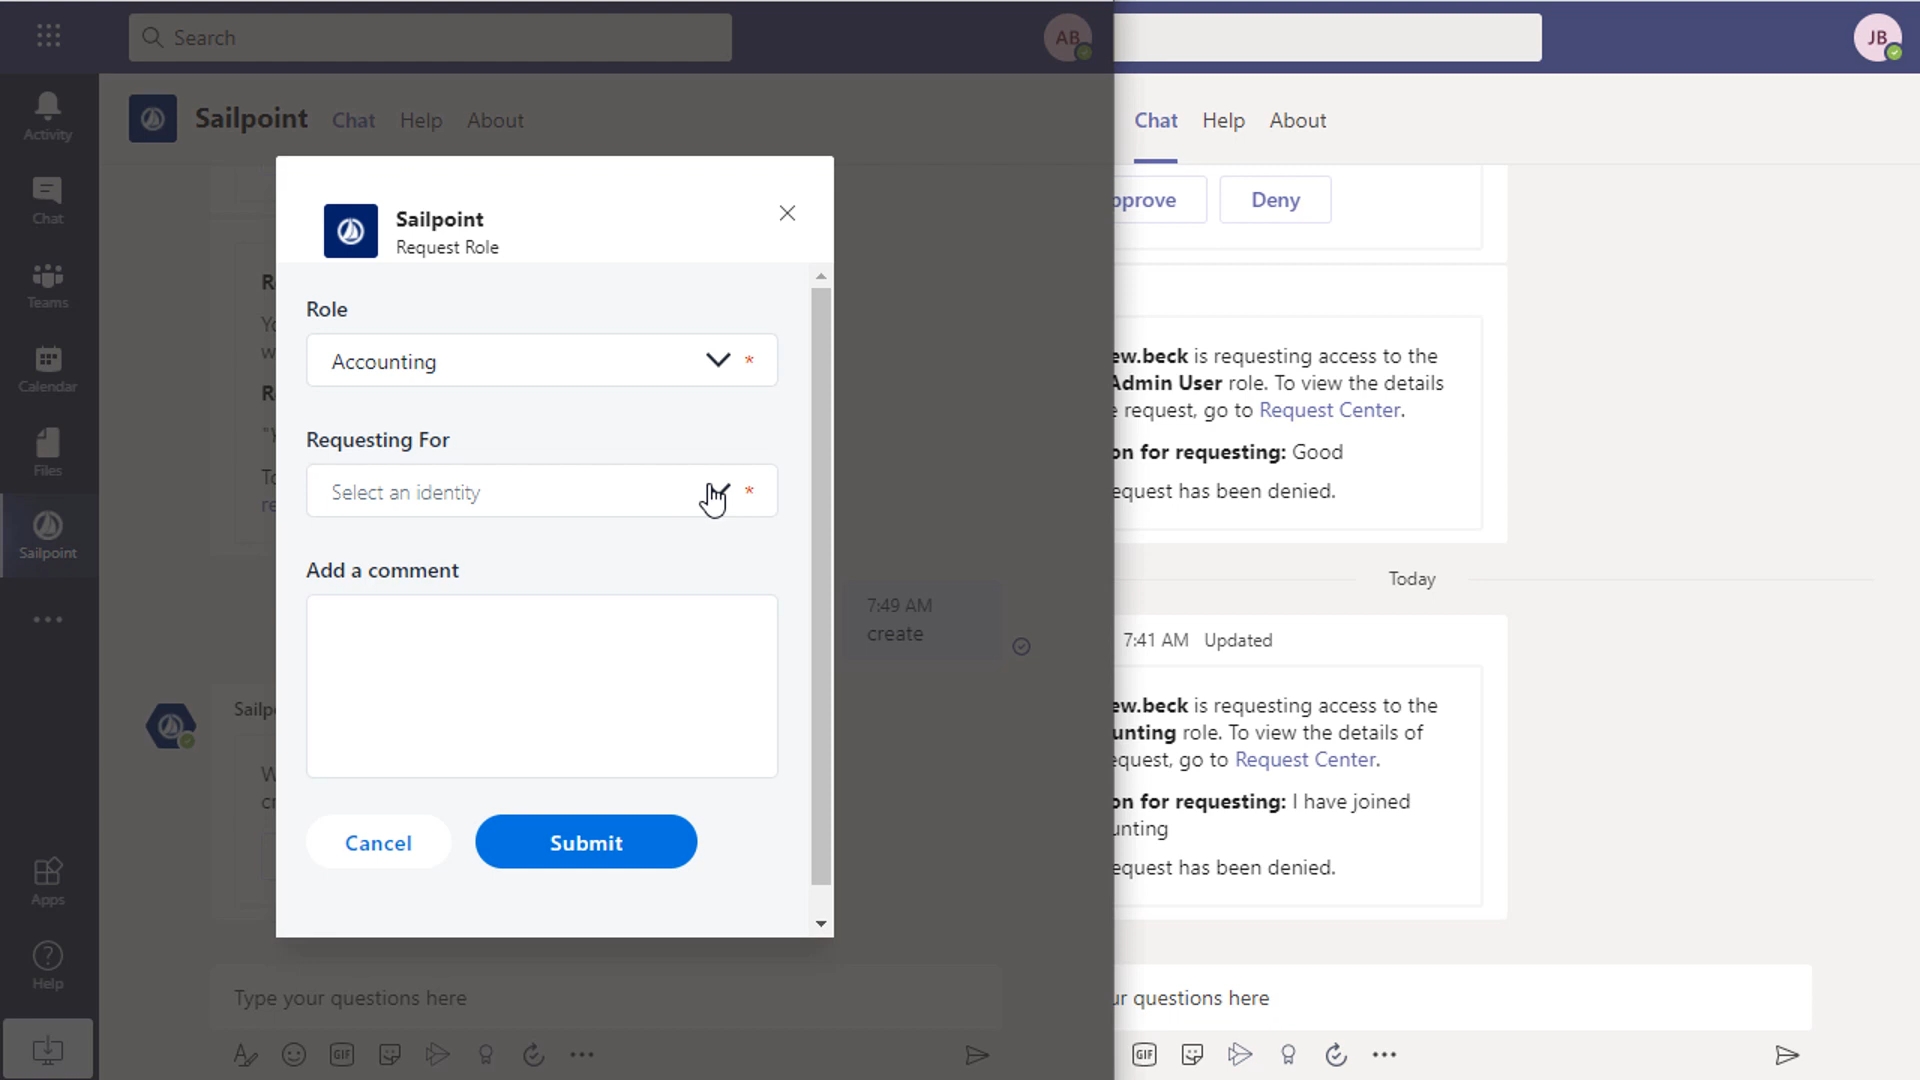 Search
AB
JB
Activity
Chat
Teams
Calendar
Files
Sailpoint
Apps
Help
Sailpoint
Chat
Help
About
Sailpoint
Request Role
Role
Accounting
*
Requesting For
Select an identity
*
Add a comment
Cancel
Submit
7:49 AM
create
Sailp
Type your questions here
GIF
Chat
Help
About
pprove
Deny
ew.beck is requesting access to the
Admin User role. To view the details
e request, go to Request Center.
on for requesting: Good
equest has been denied.
Today
7:41 AM Updated
ew.beck is requesting access to the
unting role. To view the details of
equest, go to Request Center.
on for requesting: I have joined
unting
equest has been denied.
ur questions here
GIF